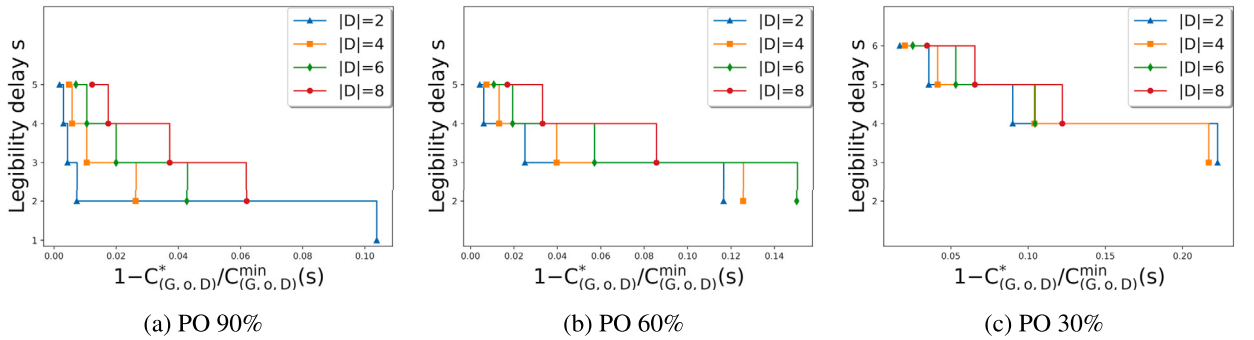 Legibility delay s
5
4
3
2
1
|D|=2
|D|=4
|D|=6
|D|=8
0.00 0.02 0.04 0.06 0.08 0.10
1−C*(G, o, D)/Cmin(G, o, D)(s)
(a) PO 90%
Legibility delay s
5
4
3
2
|D|=2
|D|=4
|D|=6
|D|=8
0.00 0.02 0.04 0.06 0.08 0.10 0.12 0.14
1−C*(G, o, D)/Cmin(G, o, D)(s)
(b) PO 60%
Legibility delay s
6
5
4
3
2
|D|=2
|D|=4
|D|=6
|D|=8
0.05 0.10 0.15 0.20
1−C*(G, o, D)/Cmin(G, o, D)(s)
(c) PO 30%